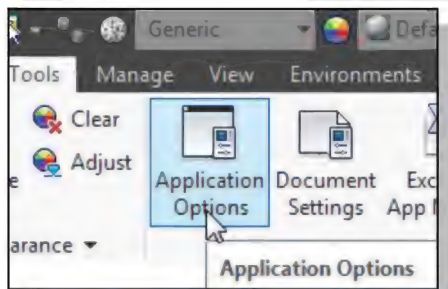 Generic
Defa
Tools Manage View Environments
Clear
Adjust
Application Options
Document Settings
Exc
App
arance
Application Options